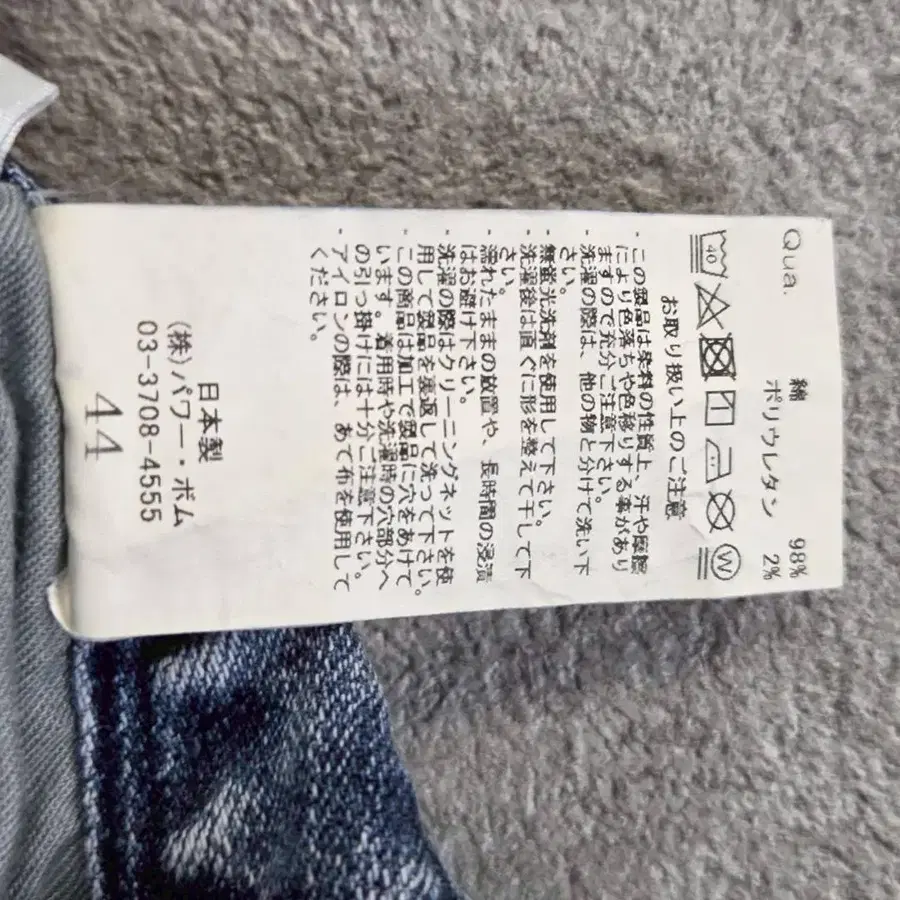 Qua.
綿 98%
ポリウレタン 2%
40
W
お取り扱い上のご注意
・この製品は染料の性質上、汗や摩擦
により色落ちや色移りする事があり
ますので充分ご注意下さい。
・洗濯の際は、他の物と分けて洗い下
さい。
・無蛍光洗剤を使用して下さい。
・洗濯後は直ぐに形を整えて干して下
さい。
・濡れたままの放置や、長時間の浸漬
はお避け下さい。
・洗濯の際はクリーニングネットを使
用して製品を裏返して洗って下さい。
・この商品は加工で製品に穴をあけて
います。着用時や洗濯時の穴部分へ
の引っ掛けには十分ご注意下さい。
・アイロンの際は、あて布を使用して
ください。
日本製
(株)パワー・ボム
03-3708-4555
44